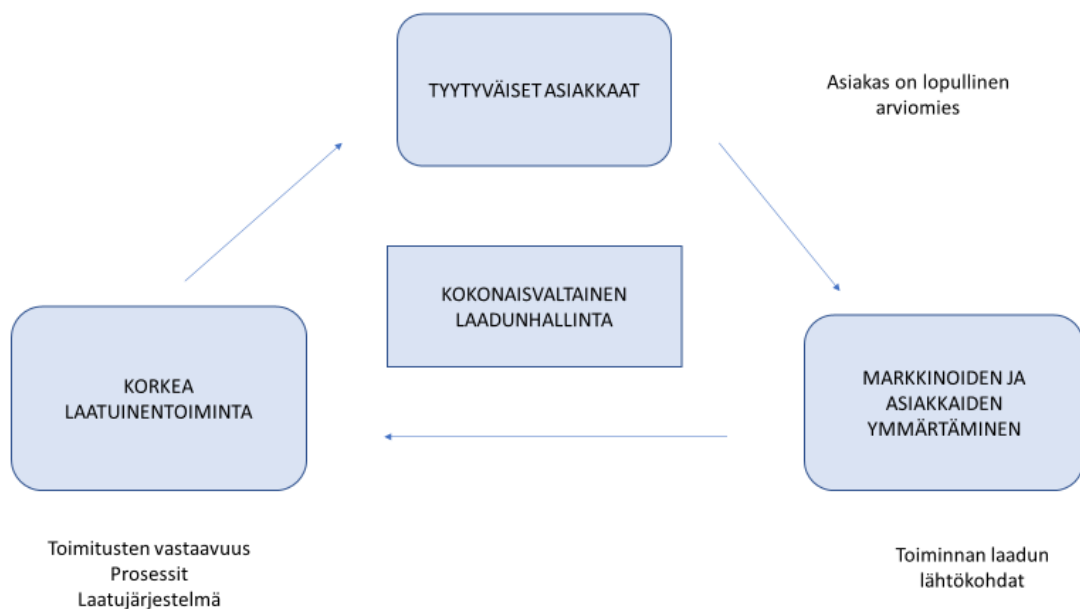 TYYTYVÄISET ASIAKKAAT
Asiakas on lopullinen
arviomies
KOKONAISVALTAINEN
LAADUNHALLINTA
KORKEA
LAATUINENTOIMINTA
MARKKINOIDEN JA
ASIAKKAIDEN
YMMÄRTÄMINEN
Toimitusten vastaavuus
Prosessit
Laatujärjestelmä
Toiminnan laadun
lähtökohdat